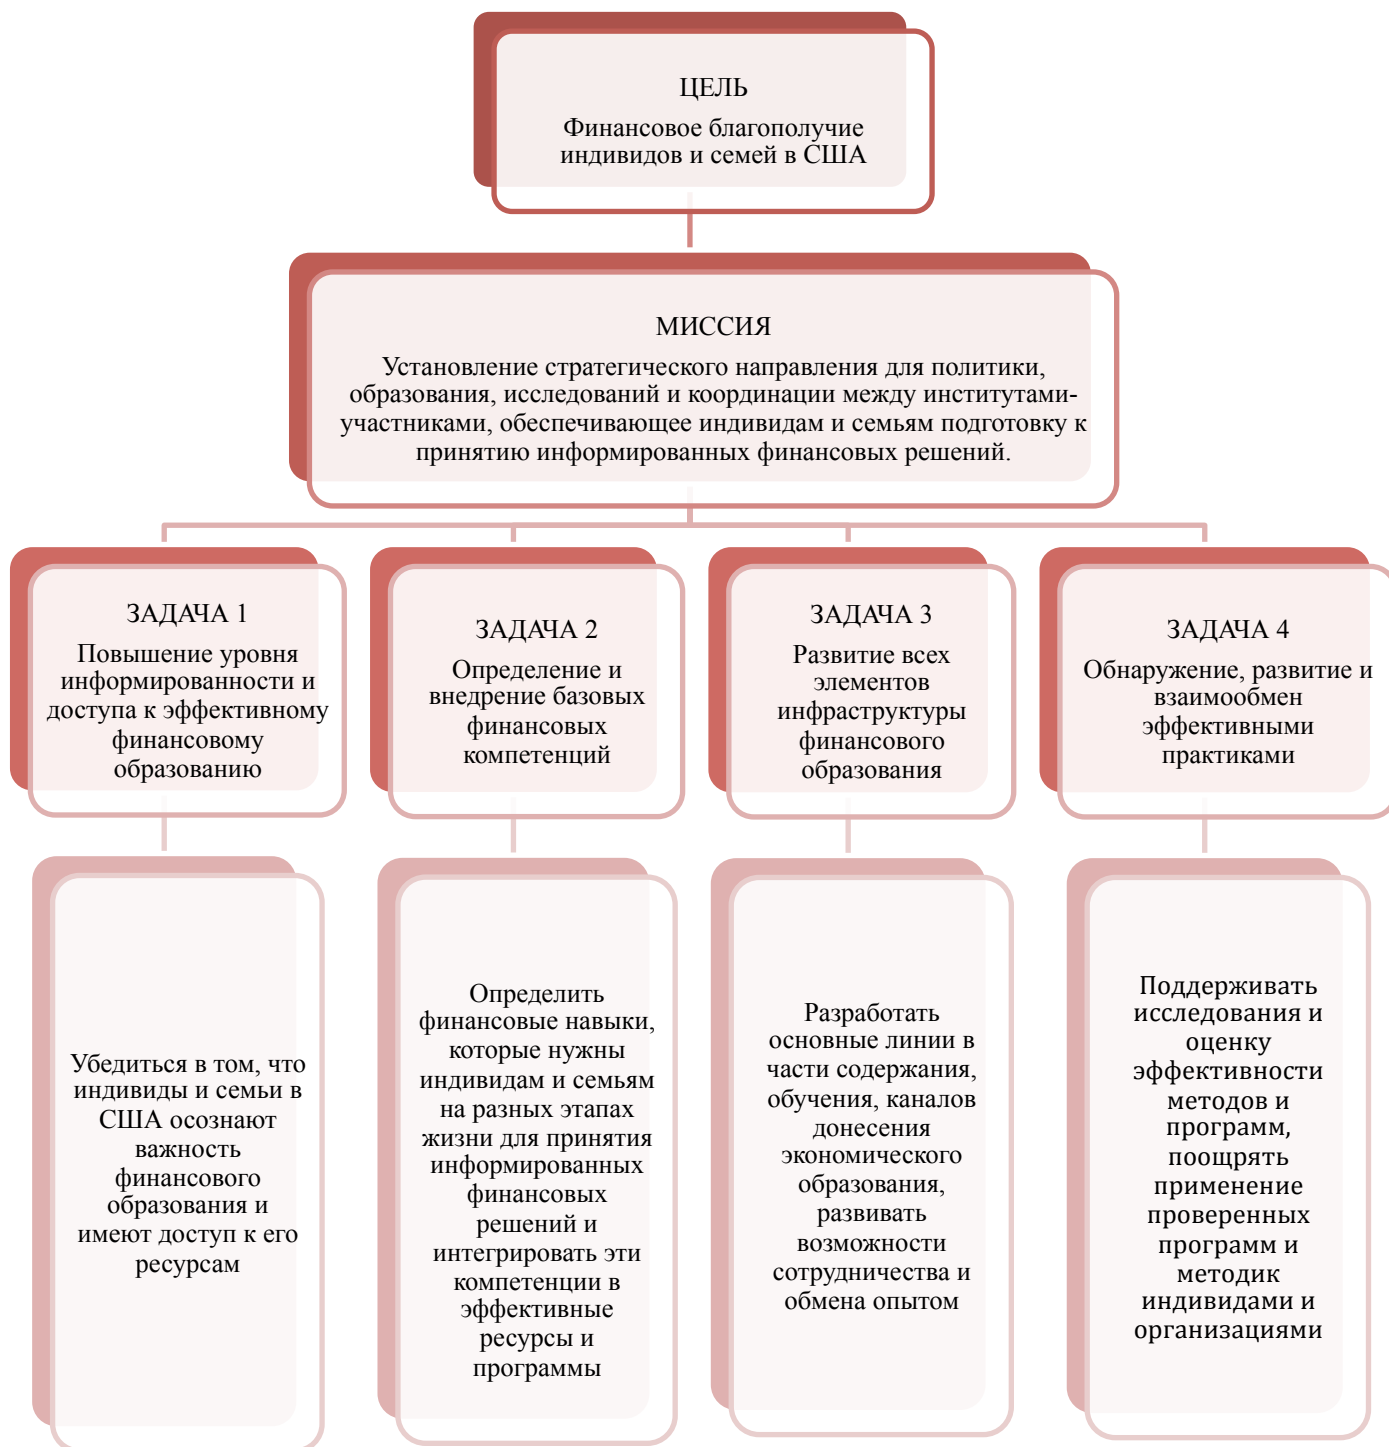 ЦЕЛЬ
Финансовое благополучие
индивидов и семей в США
МИССИЯ
Установление стратегического направления для политики,
образования, исследований и координации между институтами-
участниками, обеспечивающее индивидам и семьям подготовку к
принятию информированных финансовых решений.
ЗАДАЧА 1
Повышение уровня
информированности и
доступа к эффективному
финансовому
образованию
ЗАДАЧА 2
Определение и
внедрение базовых
финансовых
компетенций
ЗАДАЧА 3
Развитие всех
элементов
инфраструктуры
финансового
образования
ЗАДАЧА 4
Обнаружение, развитие и
взаимообмен
эффективными
практиками
Убедиться в том, что
индивиды и семьи в
США осознают
важность
финансового
образования и
имеют доступ к его
ресурсам
Определить
финансовые навыки,
которые нужны
индивидам и семьям
на разных этапах
жизни для принятия
информированных
финансовых
решений и
интегрировать эти
компетенции в
эффективные
ресурсы и
программы
Разработать
основные линии в
части содержания,
обучения, каналов
донесения
экономического
образования,
развивать
возможности
сотрудничества и
обмена опытом
Поддерживать
исследования и
оценку
эффективности
методов и
программ,
поощрять
применение
проверенных
программ и
методик
индивидами и
организациями